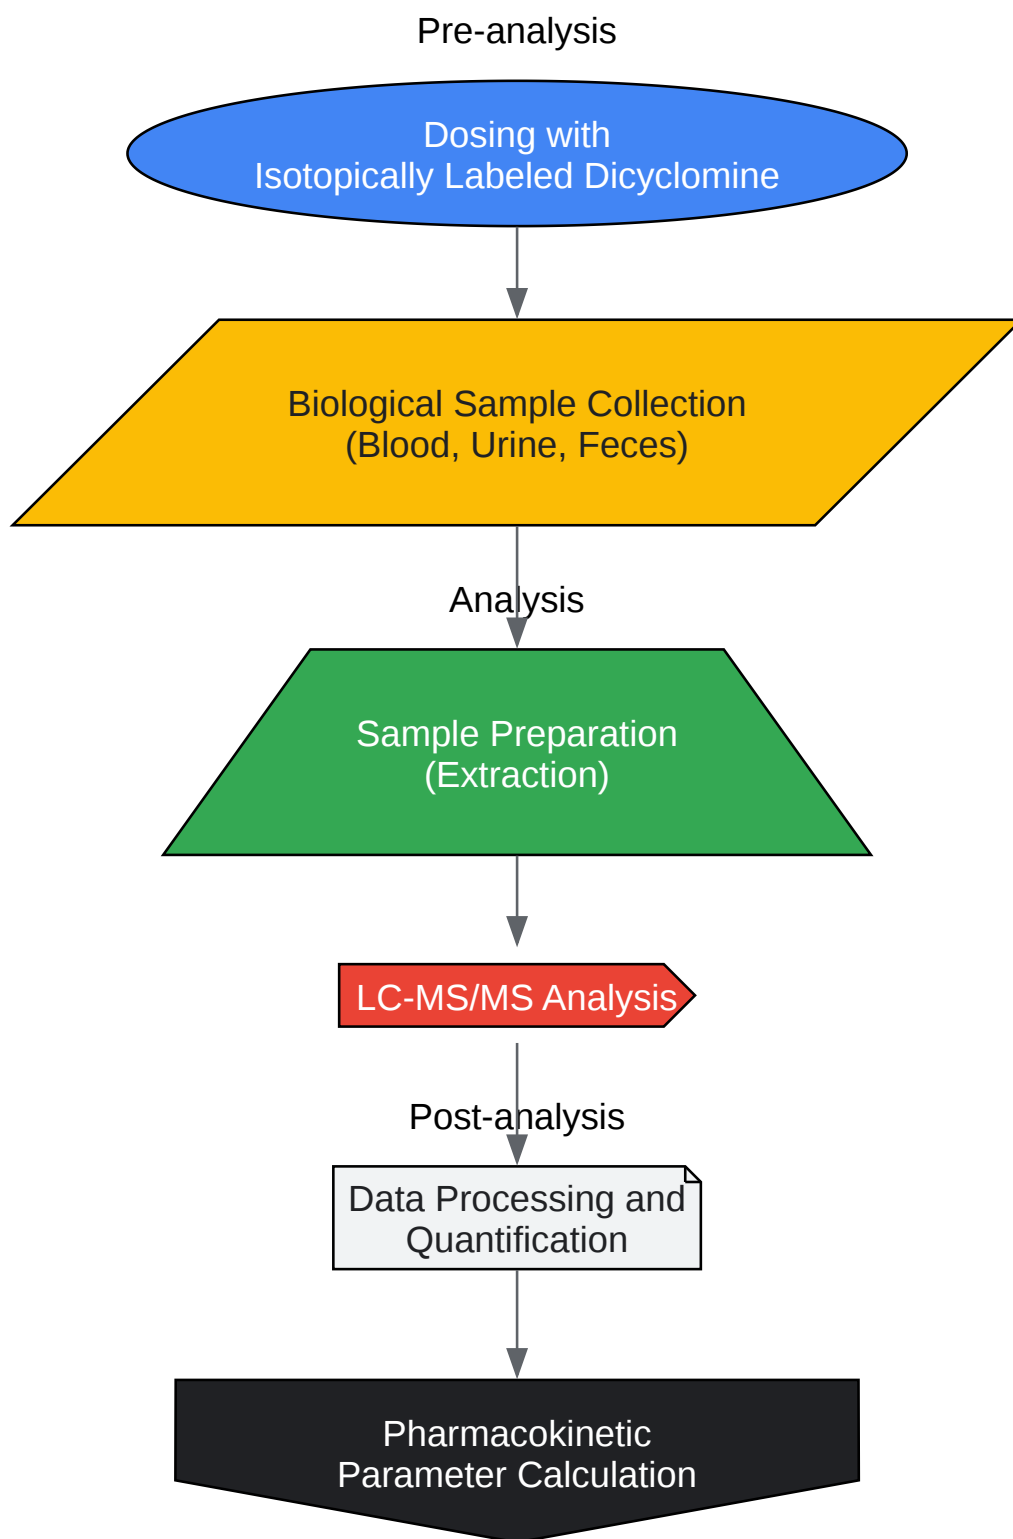 Pre-analysis
Dosing with
Isotopically Labeled Dicyclomine
Biological Sample Collection
(Blood, Urine, Feces)
Analysis
Sample Preparation
(Extraction)
LC-MS/MS Analysis
Post-analysis
Data Processing and
Quantification
Pharmacokinetic
Parameter Calculation